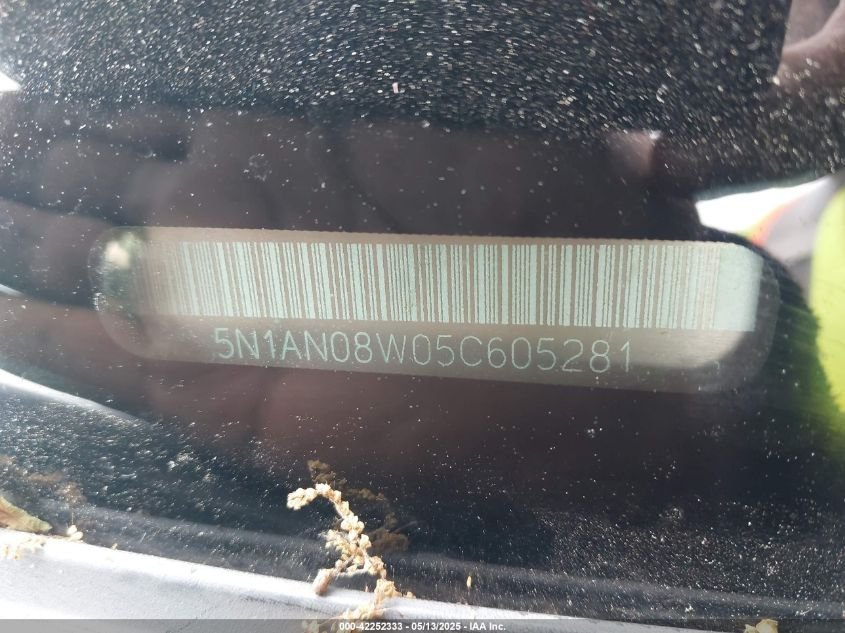 5N1AN08W05C605281
000-42252333 — 05/13/2025 — IAA Inc.